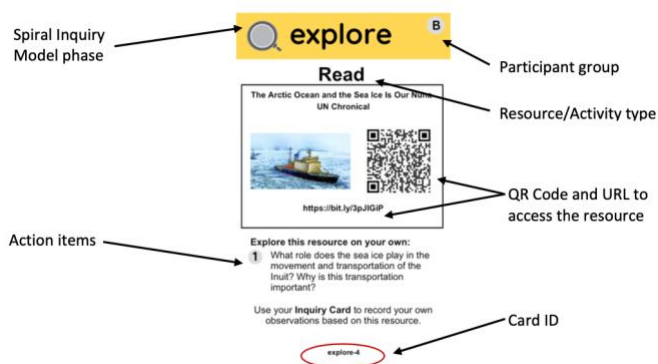 Spiral Inquiry
Model phase
explore
B
Participant group
Read
Resource/Activity type
The Arctic Ocean and the Sea Ice Is Our Nuna
UN Chronical
https://bit.ly/3pJIGiP
QR Code and URL to
access the resource
Action items
Explore this resource on your own:
1 What role does the sea ice play in the
movement and transportation of the
Inuit? Why is this transportation
important?
Use your Inquiry Card to record your own
observations based on this resource.
Card ID
explore-4